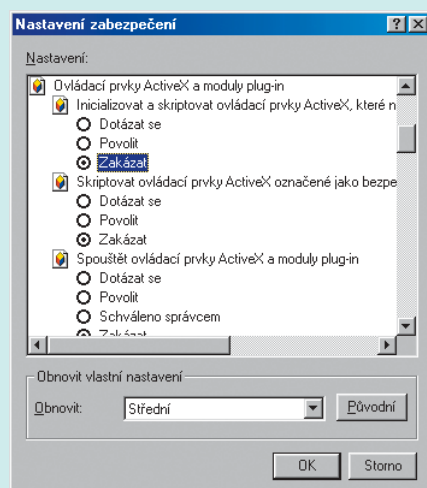 Nastavení zabezpečení
Nastavení:
Ovládací prvky ActiveX a moduly plug-in
Inicializovat a skriptovat ovládací prvky ActiveX, které n
Dotázat se
Povolit
Zakázat
Skriptovat ovládací prvky ActiveX označené jako bezpe
Dotázat se
Povolit
Zakázat
Spouštět ovládací prvky ActiveX a moduly plug-in
Dotázat se
Povolit
Schváleno správcem
Zakázat
Obnovit vlastní nastavení
Obnovit:
Střední
Původní
OK
Storno